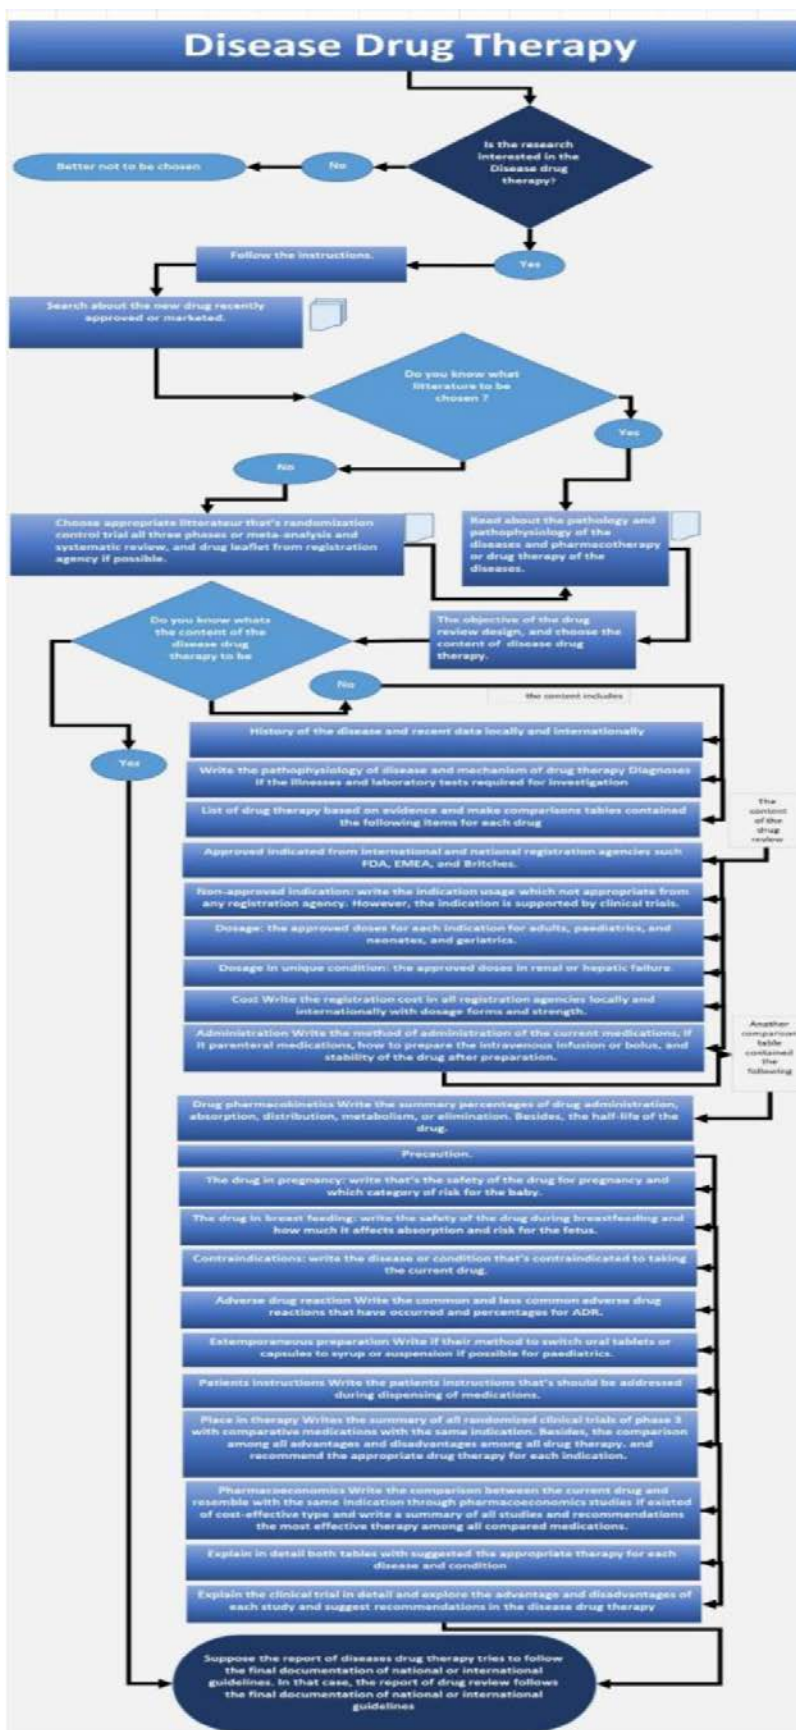 Disease Drug Therapy
Is the research
interested in the
Disease drug
therapy?
No
Better not to be chosen
Yes
Follow the instructions.
Search about the new drug recently
approved or marketed.
Do you know what
litterature to be
chosen ?
Yes
No
Choose appropriate litterateur that's randomization
control trial all three phases or meta-analysis and
systematic review, and drug leaflet from registration
agency if possible.
Read about the pathology and
pathophysiology of the
diseases and pharmacotherapy
or drug therapy of the
diseases.
Do you know whats
the content of the
disease drug
therapy to be
The objective of the drug
review design, and choose the
content of disease drug
therapy.
No
the content includes
Yes
History of the disease and recent data locally and internationally
Write the pathophysiology of disease and mechanism of drug therapy Diagnoses
if the illnesses and laboratory tests required for investigation
List of drug therapy based on evidence and make comparisons tables contained
the following items for each drug
The
content
of the
drug
review
Approved indicated from international and national registration agencies such
FDA, EMEA, and Britches.
Non-approved indication: write the indication usage which not appropriate from
any registration agency. However, the indication is supported by clinical trials.
Dosage: the approved doses for each indication for adults, paediatrics, and
neonates, and geriatrics.
Dosage in unique condition: the approved doses in renal or hepatic failure.
Cost Write the registration cost in all registration agencies locally and
internationally with dosage forms and strength.
Administration Write the method of administration of the current medications, if
it parenteral medications, how to prepare the intravenous infusion or bolus, and
stability of the drug after preparation.
Anather
comparison
table
contained
the
following
Drug pharmacokinetics Write the summary percentages of drug administration,
absorption, distribution, metabolism, or elimination. Besides, the half-life of the
drug.
Precaution.
The drug in pregnancy: write that's the safety of the drug for pregnancy and
which category of risk for the baby.
The drug in breast feeding: write the safety of the drug during breastfeeding and
how much it affects absorption and risk for the fetus.
Contraindications: write the disease or condition that's contraindicated to taking
the current drug.
Adverse drug reaction Write the common and less common adverse drug
reactions that have occurred and percentages for ADR.
Extemporaneous preparation Write if their method to switch oral tablets or
capsules to syrup or suspension if possible for paediatrics.
Patients instructions Write the patients instructions that's should be addressed
during dispensing of medications.
Place in therapy Writes the summary of all randomized clinical trials of phase 3
with comparative medications with the same indication. Besides, the comparison
among all advantages and disadvantages among all drug therapy. and
recommend the appropriate drug therapy for each indication.
Pharmacoeconomics Write the comparison between the current drug and
resemble with the same indication through pharmacoeconomics studies if existed
of cost-effective type and write a summary of all studies and recommendations
the most effective therapy among all compared medications.
Explain in detail both tables with suggested the appropriate therapy for each
disease and condition
Explain the clinical trial in detail and explore the advantage and disadvantages of
each study and suggest recommendations in the disease drug therapy
Suppose the report of diseases drug therapy tries to follow
the final documentation of national or international
guidelines. In that case, the report of drug review follows
the final documentation of national or international
guidelines